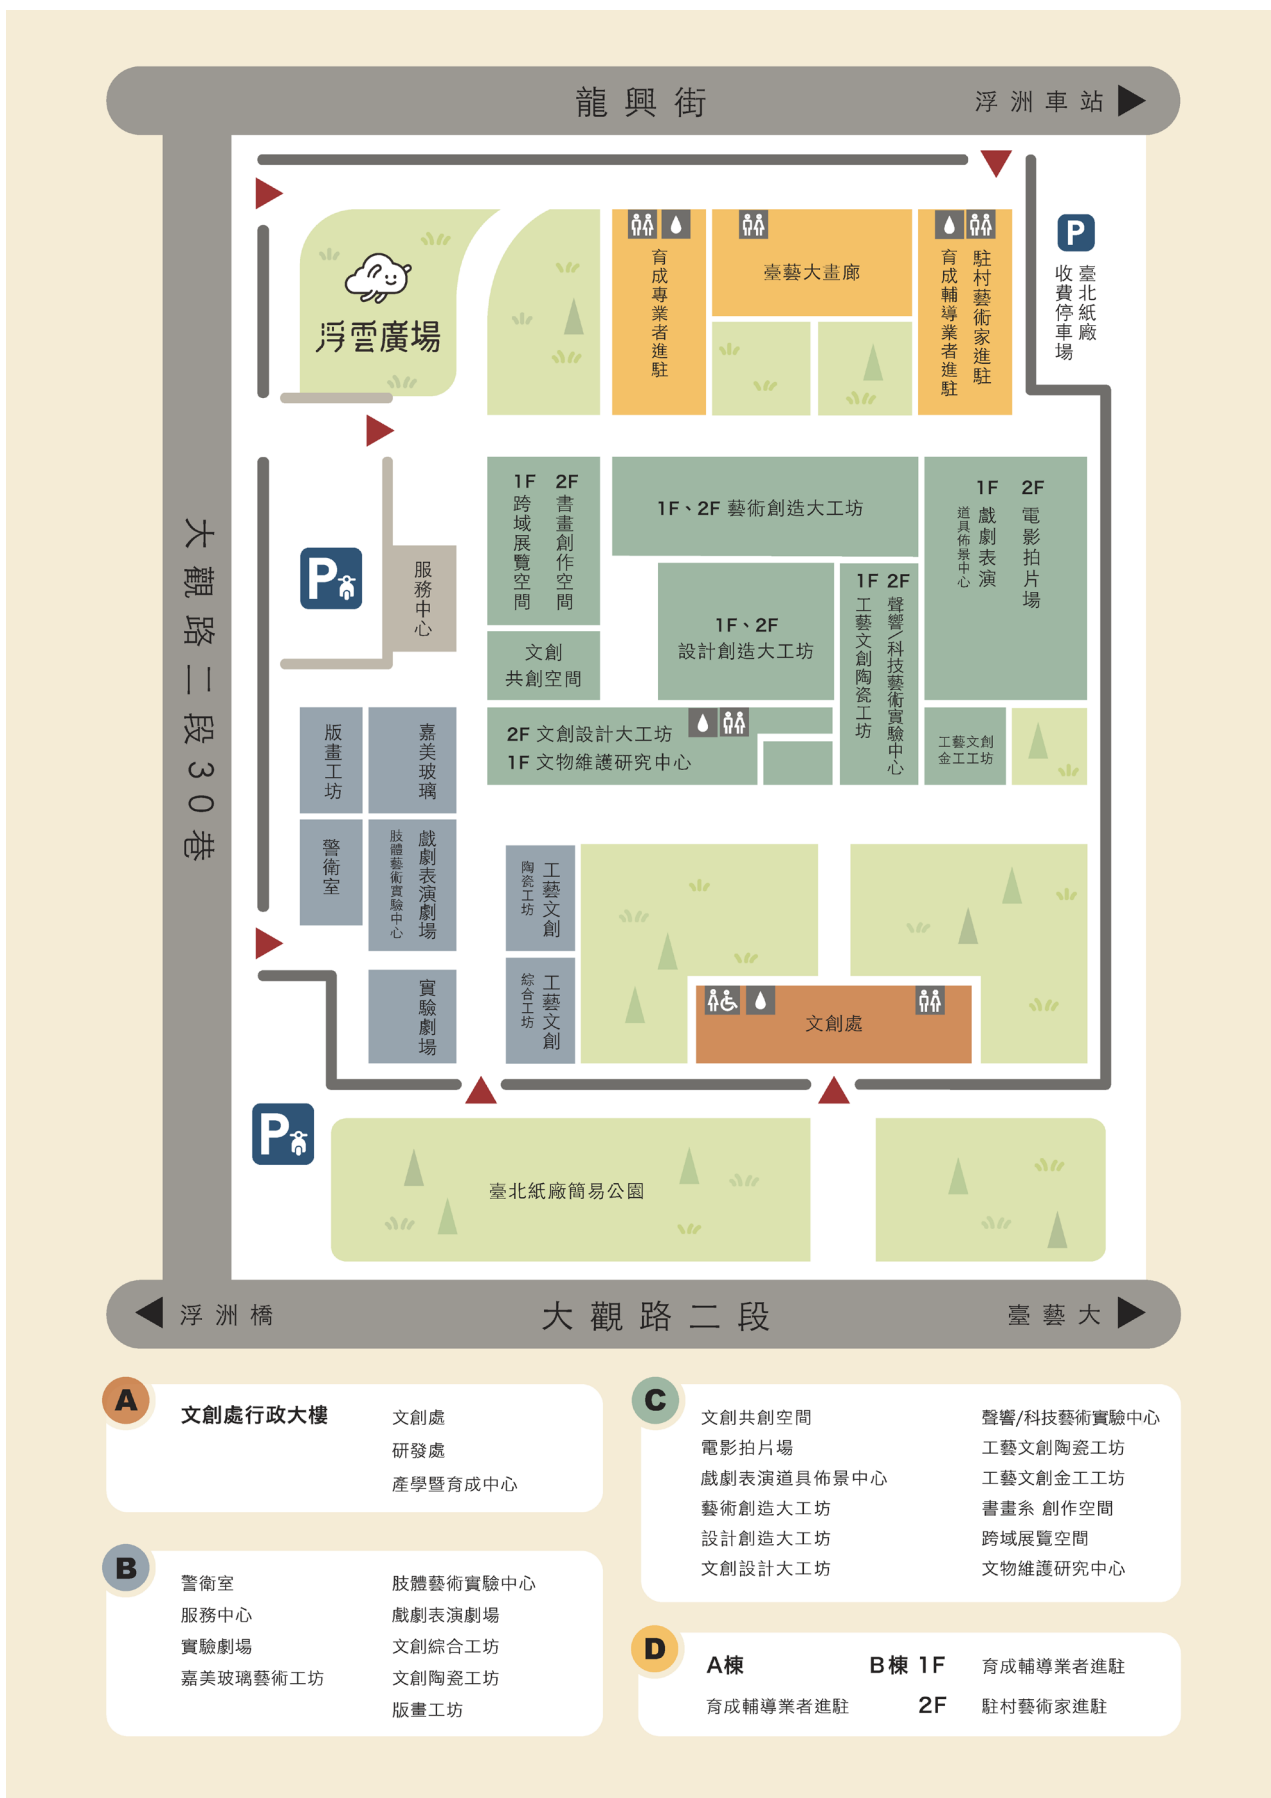 龍興街
浮洲車站
大觀路二段30巷
浮雲廣場
育成專業者進駐
臺藝大畫廊
育成輔導業者進駐
駐村藝術家進駐
P
臺北紙廠
收費停車場
1F 跨域展覽空間
2F 書畫創作空間
1F、2F 藝術創造大工坊
1F 戲劇表演
道具佈景中心
2F 電影拍片場
P
服務中心
文創
共創空間
1F、2F
設計創造大工坊
1F 工藝文創陶瓷工坊
2F 聲響/科技藝術實驗中心
2F 文創設計大工坊
1F 文物維護研究中心
工藝文創
金工工坊
版畫工坊
嘉美玻璃
警衛室
戲劇表演劇場
肢體藝術實驗中心
工藝文創
陶瓷工坊
實驗劇場
工藝文創
綜合工坊
文創處
P
臺北紙廠簡易公園
浮洲橋
大觀路二段
臺藝大
A
文創處行政大樓
文創處
研發處
產學暨育成中心
B
警衛室
服務中心
實驗劇場
嘉美玻璃藝術工坊
肢體藝術實驗中心
戲劇表演劇場
文創綜合工坊
文創陶瓷工坊
版畫工坊
C
文創共創空間
電影拍片場
戲劇表演道具佈景中心
藝術創造大工坊
設計創造大工坊
文創設計大工坊
聲響/科技藝術實驗中心
工藝文創陶瓷工坊
工藝文創金工工坊
書畫系 創作空間
跨域展覽空間
文物維護研究中心
D
A棟
育成輔導業者進駐
B棟 1F 育成輔導業者進駐
2F 駐村藝術家進駐